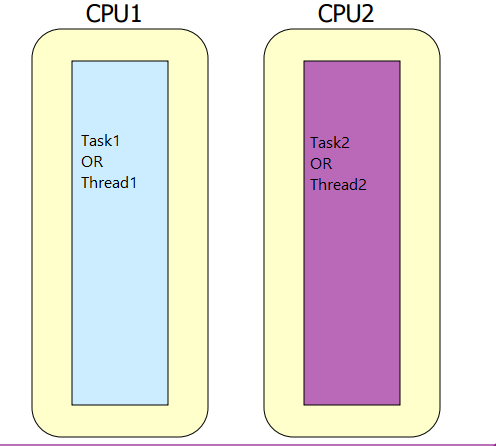 CPU1
CPU2
Task1
OR
Thread1
Task2
OR
Thread2